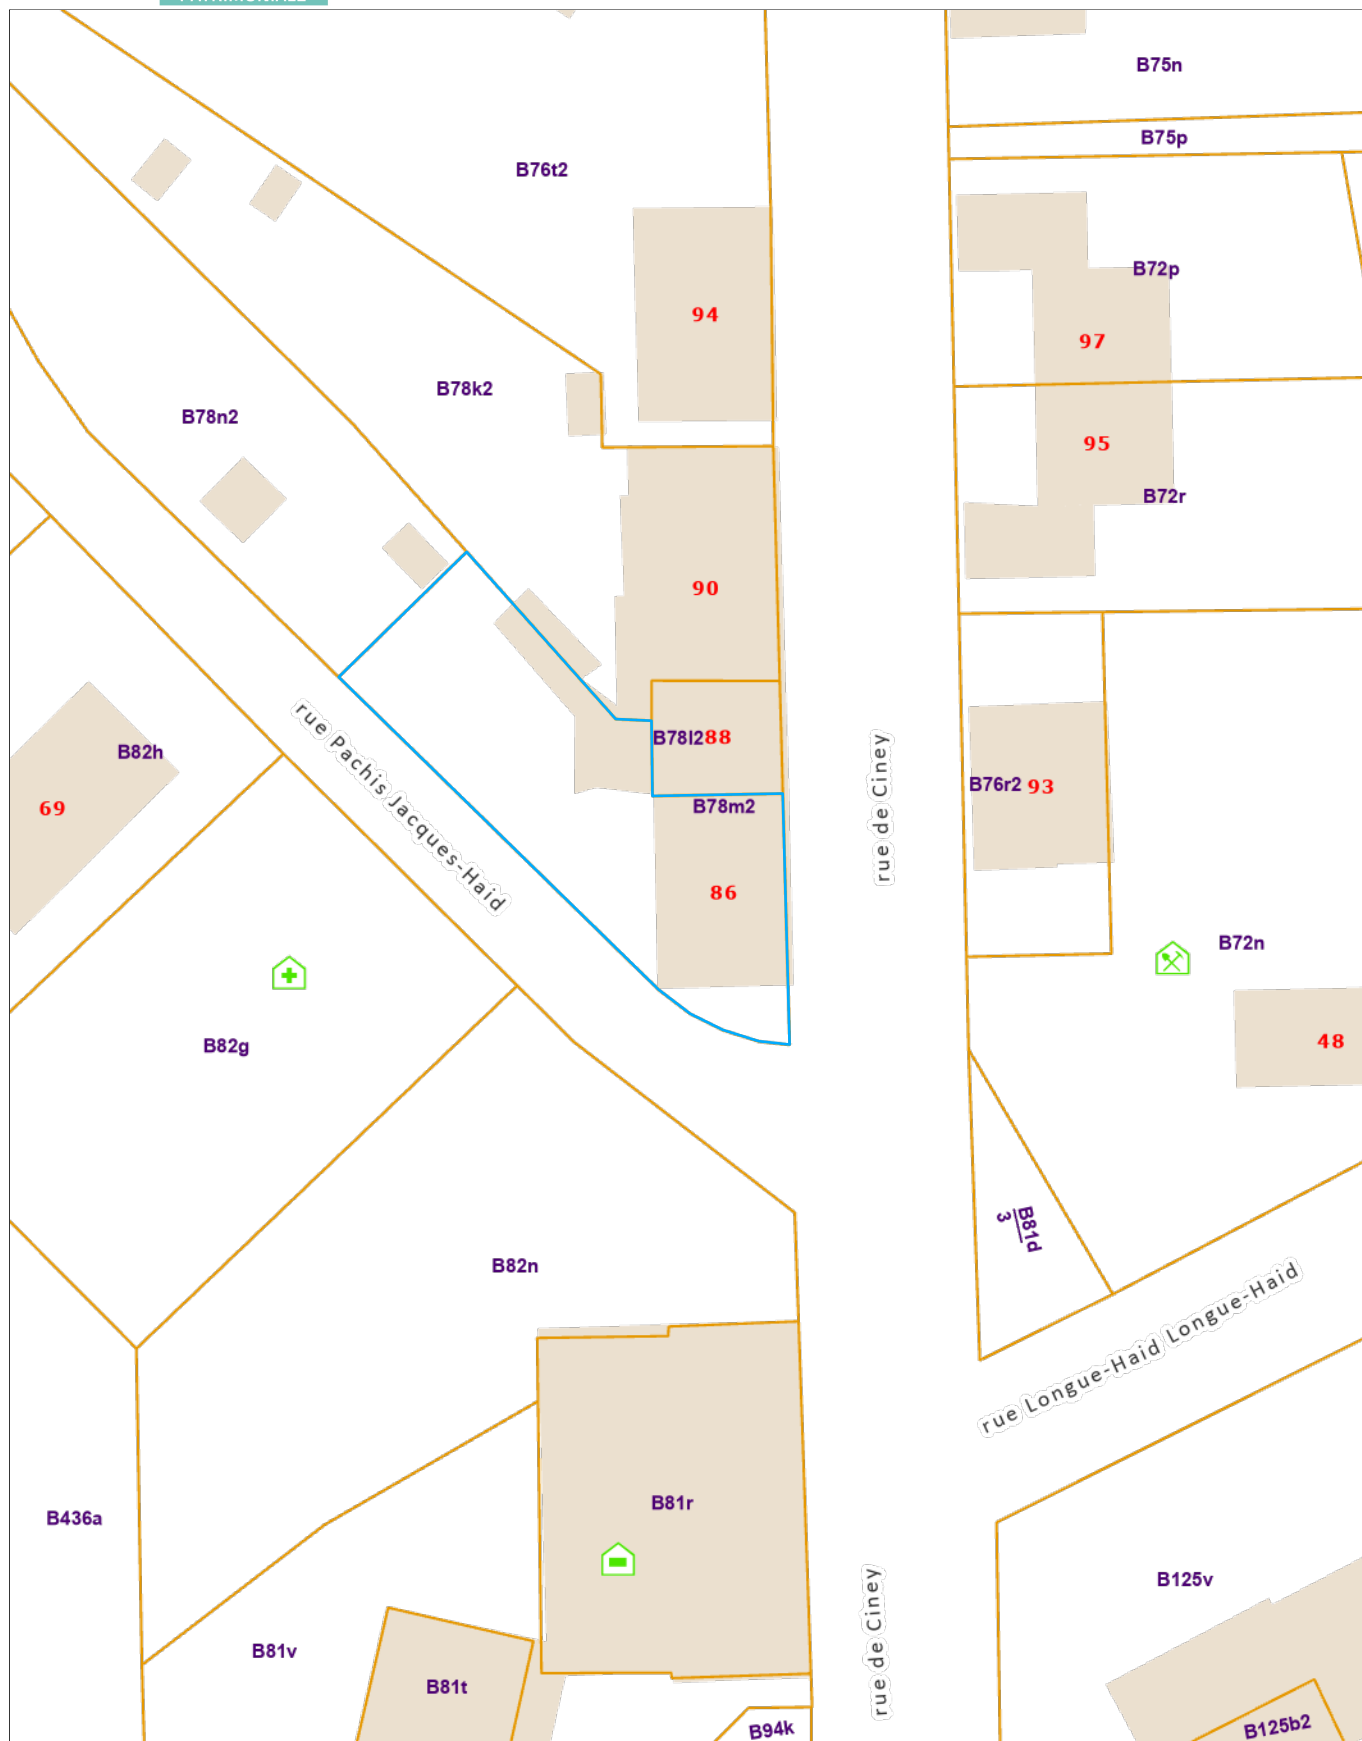 B75n
B75p
B76t2
B72p
94
97
B78k2
B78n2
95
B72r
90
rue Pachis Jacques-Haid
B78l2
88
rue de Ciney
B82h
B76r2
93
69
B78m2
86
B72n
B82g
48
B81d
3
B82n
rue Longue-Haid Longue-Haid
B81r
B436a
B125v
rue de Ciney
B81v
B81t
B94k
B125b2